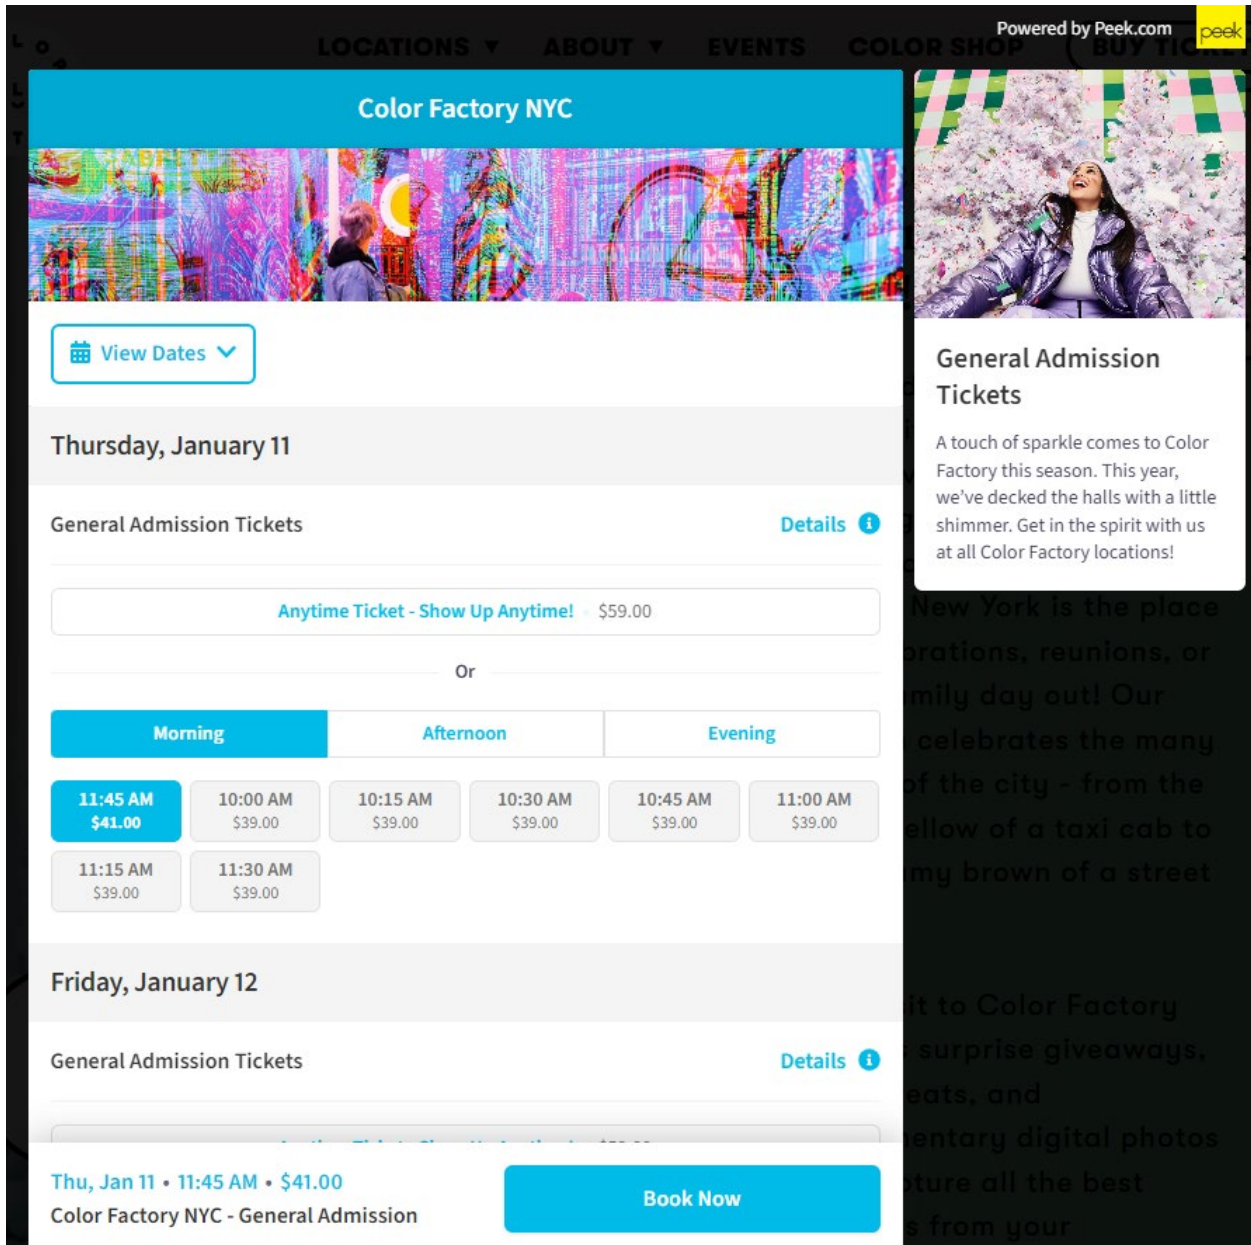 LOCATIONS ▼ ABOUT ▼ EVENTS COLOR SHOP BUY
Powered by Peek.com peek
Color Factory NYC
View Dates
Thursday, January 11
General Admission Tickets Details
Anytime Ticket - Show Up Anytime! $59.00
Or
Morning Afternoon Evening
11:45 AM 10:00 AM 10:15 AM 10:30 AM 10:45 AM 11:00 AM
$41.00 $39.00 $39.00 $39.00 $39.00 $39.00
11:15 AM 11:30 AM
$39.00 $39.00
Friday, January 12
General Admission Tickets Details
Thu, Jan 11 • 11:45 AM • $41.00
Color Factory NYC - General Admission
Book Now
General Admission
Tickets
A touch of sparkle comes to Color
Factory this season. This year,
we’ve decked the halls with a little
shimmer. Get in the spirit with us
at all Color Factory locations!
New York is the place
reunions, or
day out! Our
celebrates the many
of the city - from the
of a taxi cab to
brown of a street
to Color Factory
surprise giveaways,
and
digital photos
all the best
from your